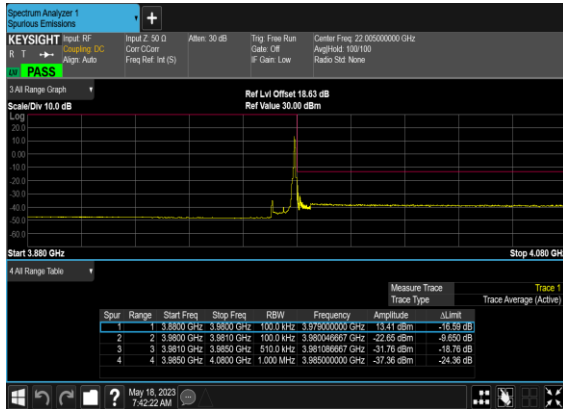 Spectrum Analyzer 1
Spurious Emissions
KEYSIGHT Input: RF Input Z: 50 Ω Atten: 30 dB Trig: Free Run Center Freq: 22.005000000 GHz
R T Coupling: DC Corr CCorr Gate: Off Avg|Hold: 100/100
Align: Auto Freq Ref: Int (S) IF Gain: Low Radio Std: None
PASS
3 All Range Graph
Ref Lvl Offset 18.63 dB
Scale/Div 10.0 dB Ref Value 30.00 dBm
Log
20.0
10.0
0.00
-10.0
-20.0
-30.0
-40.0
-50.0
-60.0
Start 3.880 GHz Stop 4.080 GHz
4 All Range Table
Measure Trace Trace 1
Trace Type Trace Average (Active)
Spur Range Start Freq Stop Freq RBW Frequency Amplitude ΔLimit
1 1 3.8800 GHz 3.9800 GHz 100.0 kHz 3.979000000 GHz 13.41 dBm -16.59 dB
2 2 3.9800 GHz 3.9810 GHz 100.0 kHz 3.980046667 GHz -22.65 dBm -9.650 dB
3 3 3.9810 GHz 3.9850 GHz 510.0 kHz 3.981086667 GHz -31.76 dBm -18.76 dB
4 4 3.9850 GHz 4.0800 GHz 1.000 MHz 3.985000000 GHz -37.36 dBm -24.36 dB
May 18, 2023
7:42:22 AM